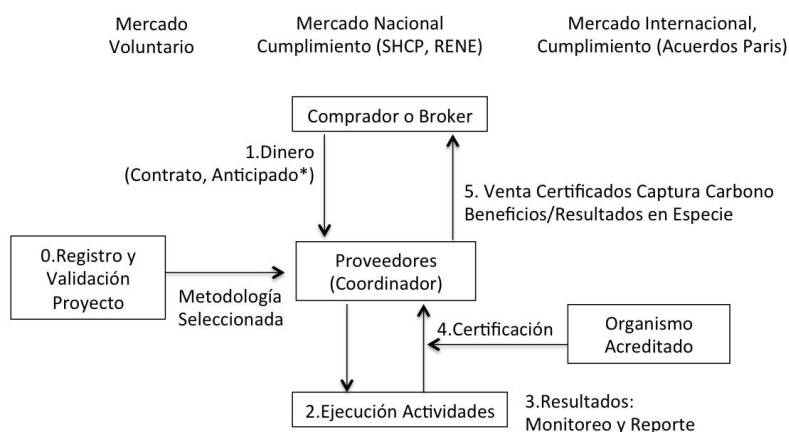 Mercado
Voluntario
Mercado Nacional
Cumplimiento (SHCP, RENE)
Mercado Internacional,
Cumplimiento (Acuerdos Paris)
Comprador o Broker
1.Dinero
(Contrato, Anticipado*)
5. Venta Certificados Captura Carbono
Beneficios/Resultados en Especie
0.Registro y
Validación
Proyecto
Metodología
Seleccionada
Proveedores
(Coordinador)
4.Certificación
Organismo
Acreditado
2.Ejecución Actividades
3.Resultados:
Monitoreo y Reporte